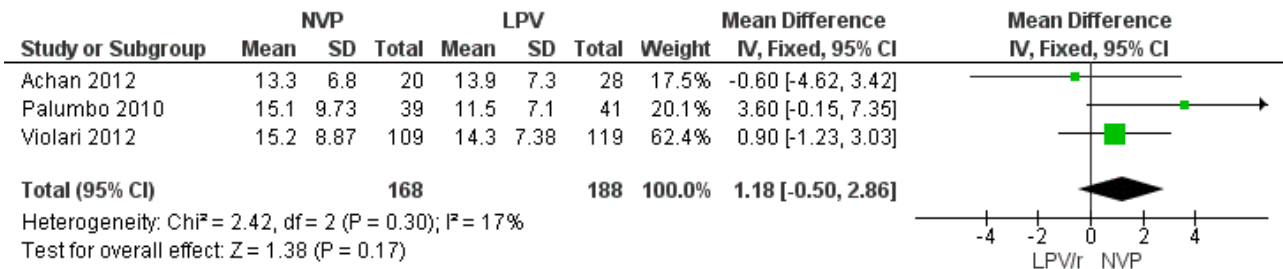 NVP LPV Mean Difference Mean Difference
Study or Subgroup Mean SD Total Mean SD Total Weight IV, Fixed, 95% CI IV, Fixed, 95% CI
Achan 2012 13.3 6.8 20 13.9 7.3 28 17.5% -0.60 [-4.62, 3.42]
Palumbo 2010 15.1 9.73 39 11.5 7.1 41 20.1% 3.60 [-0.15, 7.35]
Violari 2012 15.2 8.87 109 14.3 7.38 119 62.4% 0.90 [-1.23, 3.03]
Total (95% CI) 168 188 100.0% 1.18 [-0.50, 2.86]
Heterogeneity: Chi² = 2.42, df = 2 (P = 0.30); I² = 17%
Test for overall effect: Z = 1.38 (P = 0.17)
-4 -2 0 2 4
LPV/r NVP